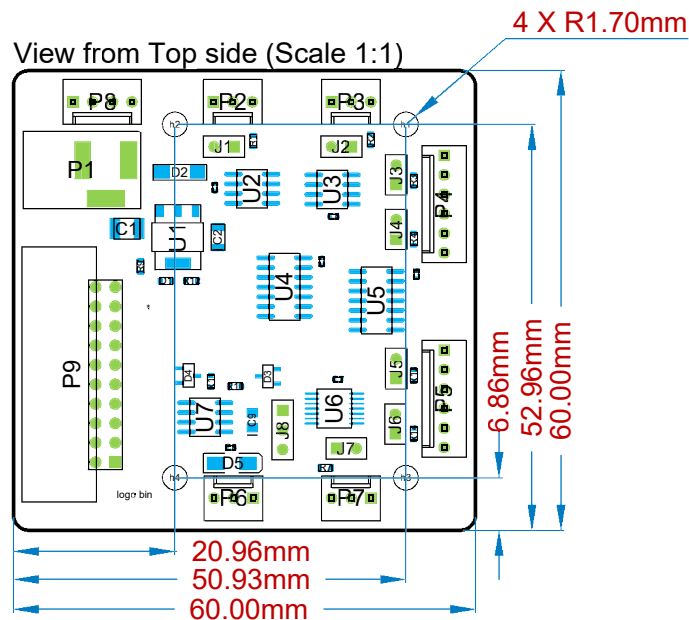 4 X R1.70mm
View from Top side (Scale 1:1)
P8
P2
P3
h2
h1
J1
J2
P1
D2
U2
U3
J3
P4
C1
U1
C2
J4
U4
U5
P9
D4
D3
J5
P5
U7
C9
U6
J6
J8
J7
D5
h4
h3
logo bin
P6
P7
6.86mm
52.96mm
60.00mm
20.96mm
50.93mm
60.00mm